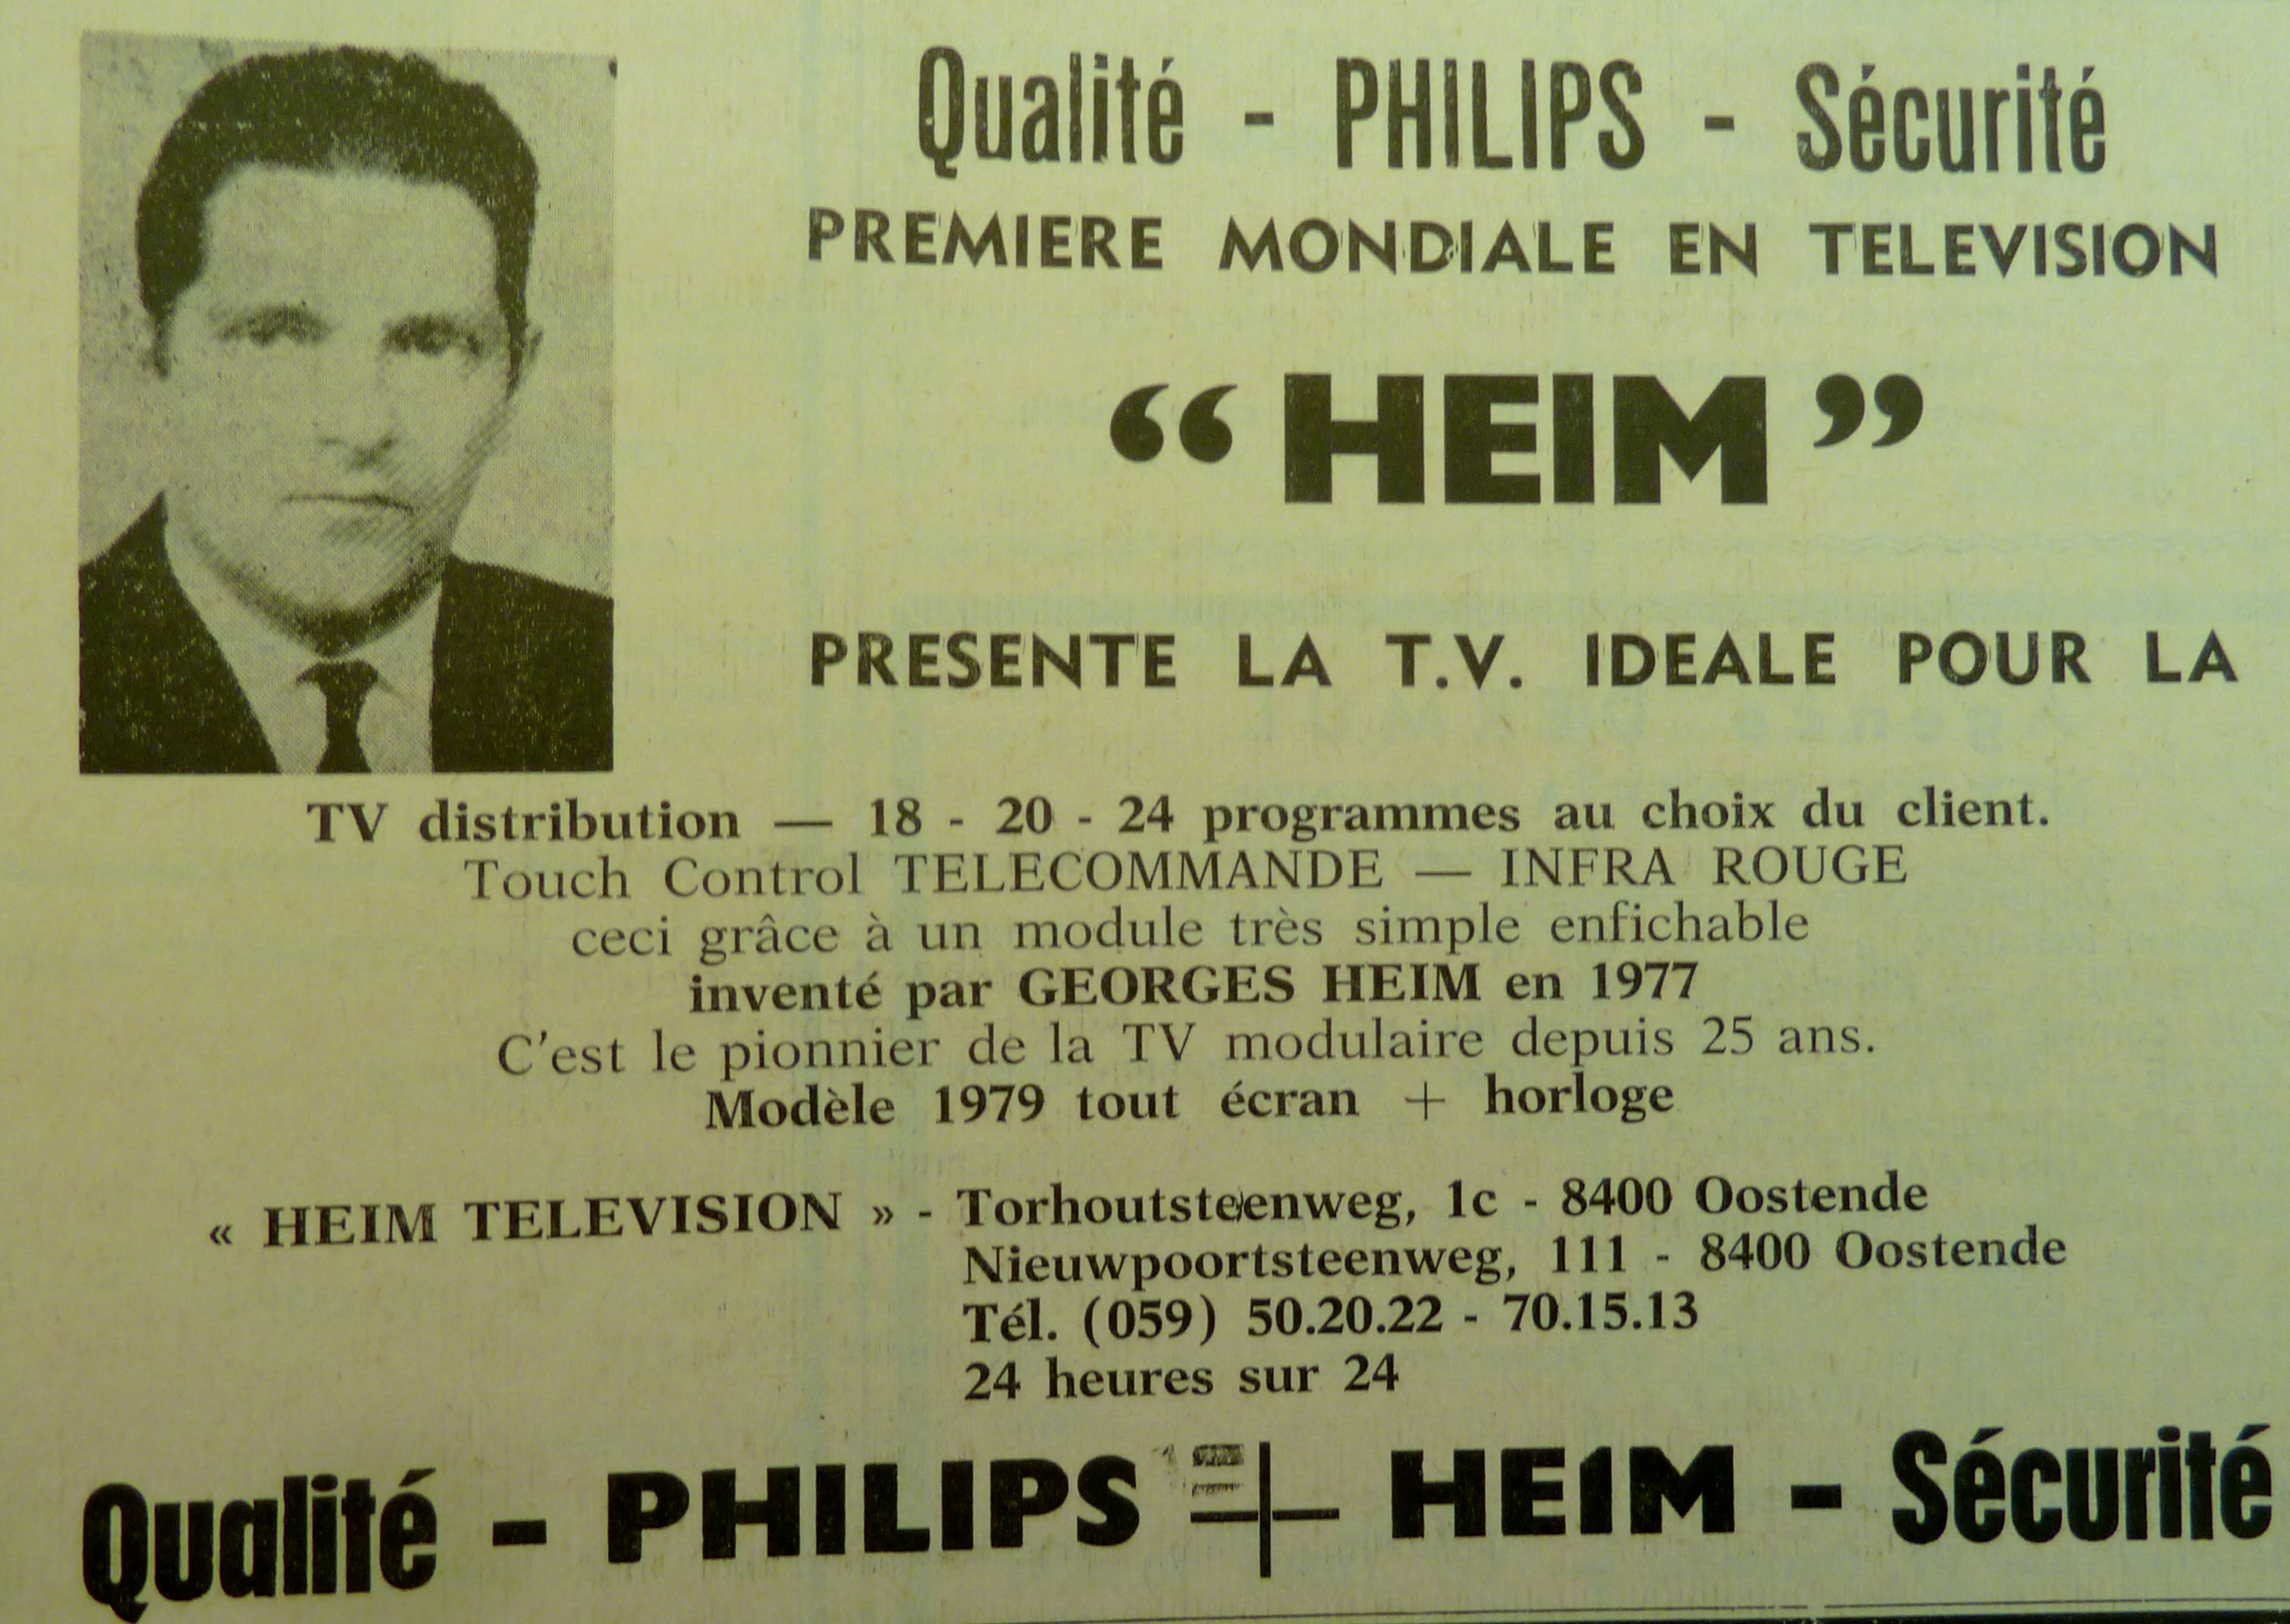 Qualité - PHILIPS - Sécurité
PREMIERE MONDIALE EN TELEVISION
“HEIM”
PRESENTE LA T.V. IDEALE POUR LA
TV distribution — 18 - 20 - 24 programmes au choix du client.
Touch Control TELECOMMANDE — INFRA ROUGE
ceci grâce à un module très simple enfichable
inventé par GEORGES HEIM en 1977
C'est le pionnier de la TV modulaire depuis 25 ans.
Modèle 1979 tout écran + horloge
« HEIM TELEVISION » - Torhoutsteenweg, 1c - 8400 Oostende
Nieuwpoortsteenweg, 111 - 8400 Oostende
Tél. (059) 50.20.22 - 70.15.13
24 heures sur 24
Qualité - PHILIPS + HEIM - Sécurité